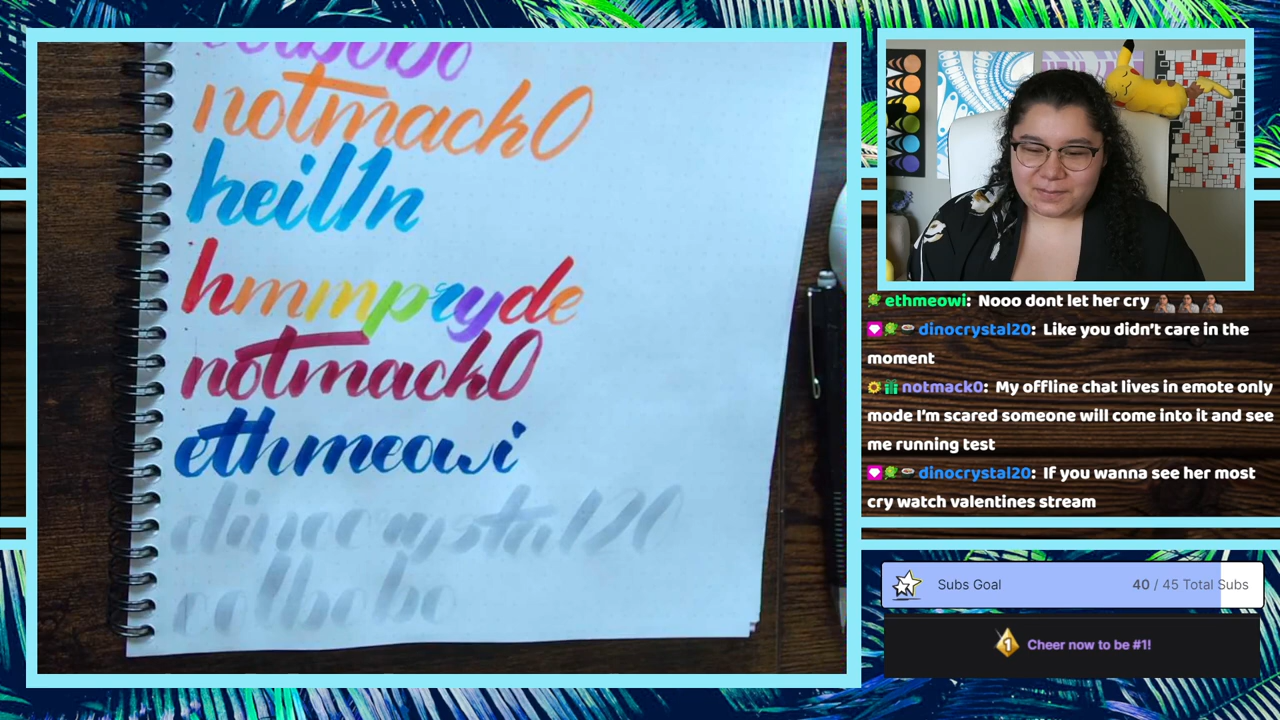 notmack0
heil1n
hmmpryde
notmack0
ethmeowi
dinocrystal20
ethmeowi: Nooo dont let her cry
dinocrystal20: Like you didn't care in the
moment
notmack0: My offline chat lives in emote only
mode I'm scared someone will come into it and see
me running test
dinocrystal20: If you wanna see her most
cry watch valentines stream
Subs Goal 40 / 45 Total Subs
1 Cheer now to be #1!